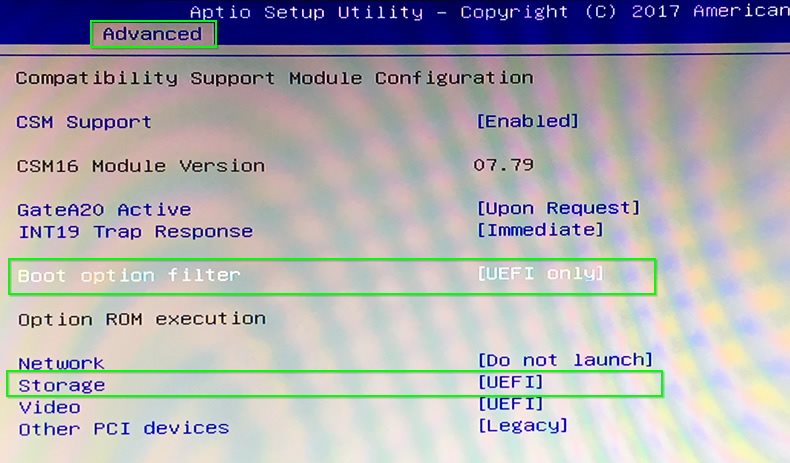 Aptio Setup Utility - Copyright (C) 2017 American
Advanced
Compatibility Support Module Configuration
CSM Support [Enabled]
CSM16 Module Version 07.79
GateA20 Active [Upon Request]
INT19 Trap Response [Immediate]
Boot option filter [UEFI only]
Option ROM execution
Network [Do not launch]
Storage [UEFI]
Video [UEFI]
Other PCI devices [Legacy]